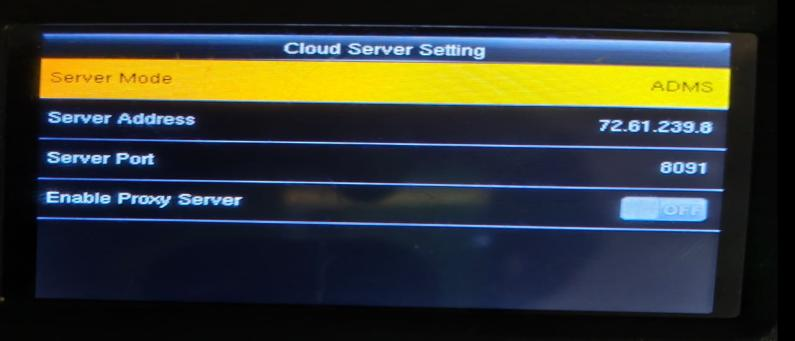 Cloud Server Setting
Server Mode ADMS
Server Address 72.61.239.8
Server Port 8091
Enable Proxy Server OFF